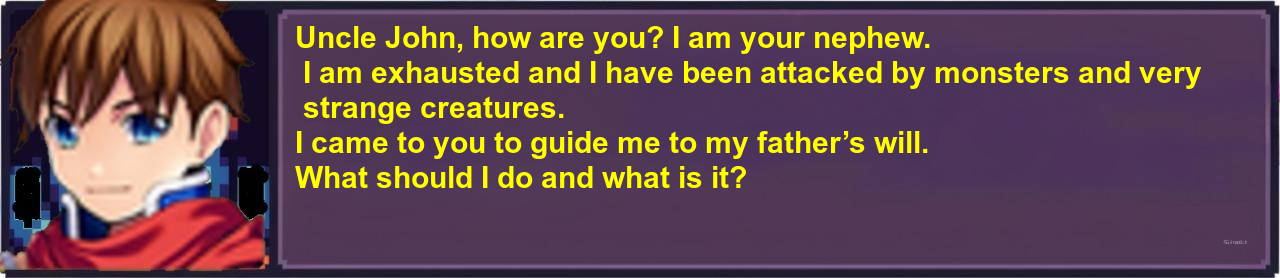 Uncle John, how are you? I am your nephew.
I am exhausted and I have been attacked by monsters and very
strange creatures.
I came to you to guide me to my father’s will.
What should I do and what is it?